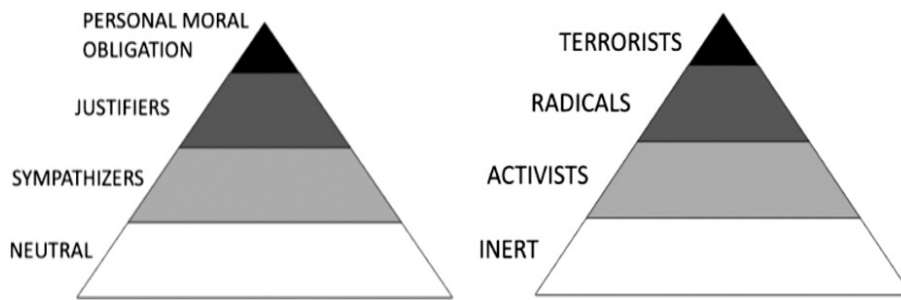 PERSONAL MORAL
OBLIGATION
JUSTIFIERS
SYMPATHIZERS
NEUTRAL
TERRORISTS
RADICALS
ACTIVISTS
INERT